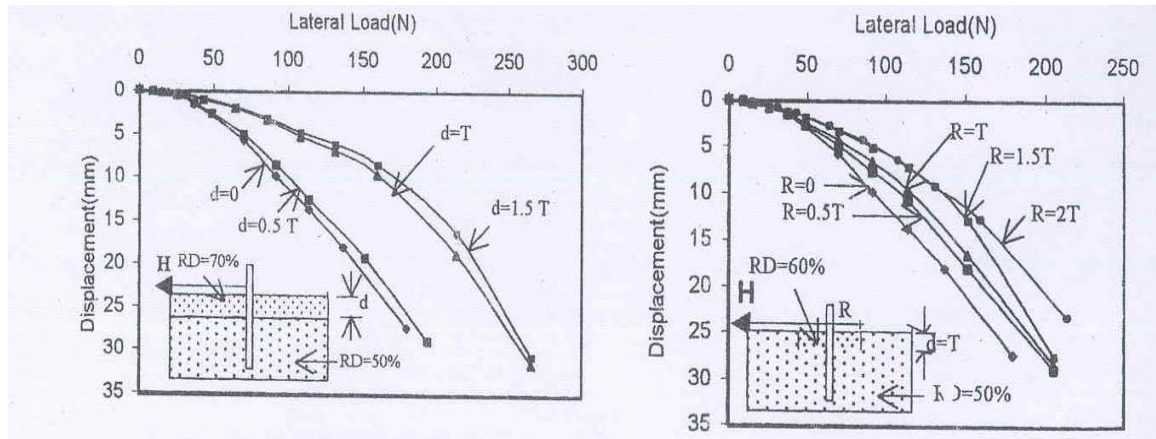 Lateral Load(N)
0 50 100 150 200 250 300
0
5
10
15
20
25
30
35
Displacement(mm)
d=T
d=1.5 T
d=0
d=0.5 T
H
RD=70%
d
RD=50%
Lateral Load(N)
0 50 100 150 200 250
0
5
10
15
20
25
30
35
Displacement(mm)
R=T
R=1.5T
R=2T
R=0
R=0.5T
RD=60%
H
R
d=T